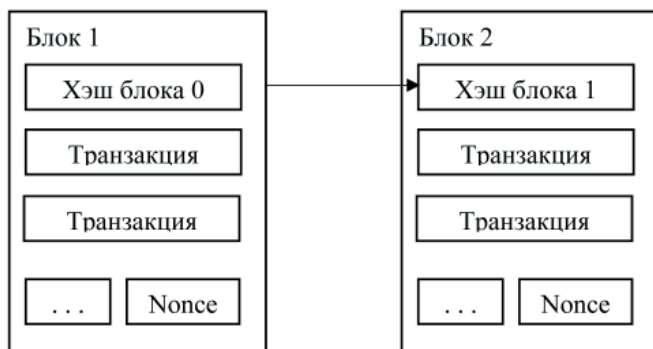 Блок 1
Хэш блока 0
Транзакция
Транзакция
. . .
Nonce
Блок 2
Хэш блока 1
Транзакция
Транзакция
. . .
Nonce